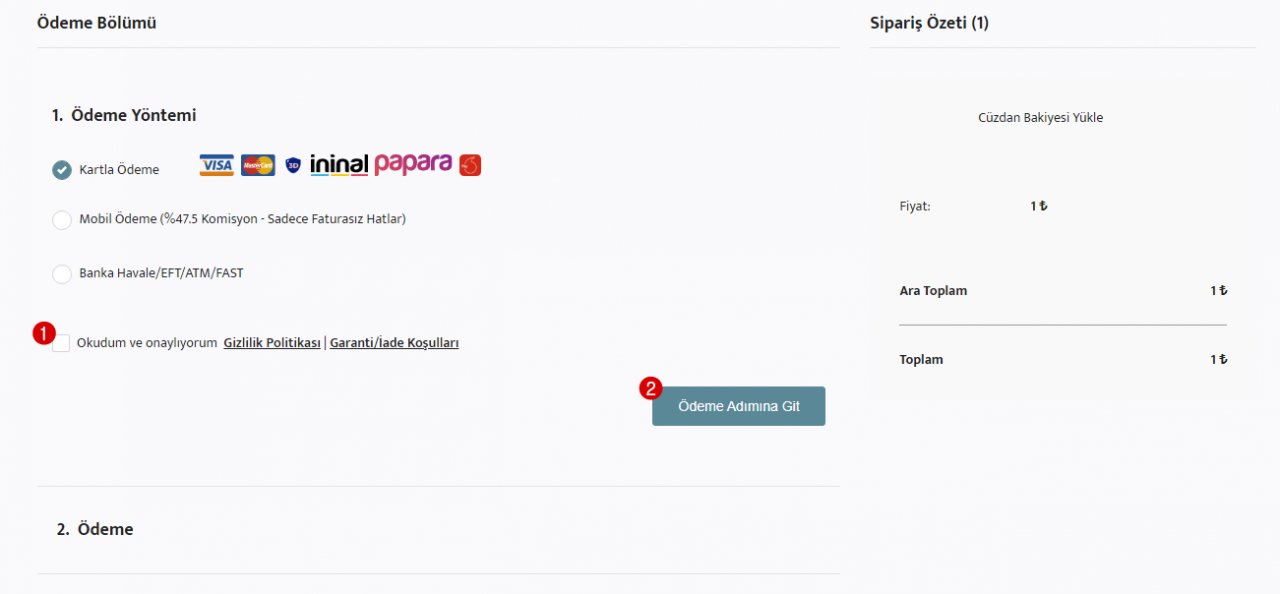 Ödeme Bölümü
1. Ödeme Yöntemi
Kartla Ödeme VISA MasterCard 3D ininal papara
Mobil Ödeme (%47.5 Komisyon - Sadece Faturasız Hatlar)
Banka Havale/EFT/ATM/FAST
1 Okudum ve onaylıyorum Gizlilik Politikası | Garanti/İade Koşulları
2 Ödeme Adımına Git
2. Ödeme
Sipariş Özeti (1)
Cüzdan Bakiyesi Yükle
Fiyat: 1 ₺
Ara Toplam 1 ₺
Toplam 1 ₺